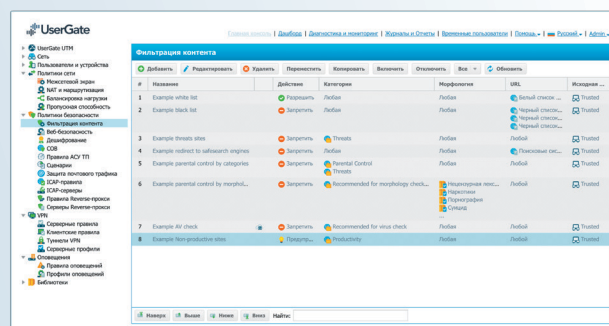 UserGate
Главная консоль | Дашборд | Диагностика и мониторинг | Журналы и Отчеты | Временные пользователи | Помощь | Русский | Admin
UserGate UTM
Сеть
Пользователи и устройства
Политики сети
Межсетевой экран
NAT и маршрутизация
Балансировка нагрузки
Пропускная способность
Политики безопасности
Фильтрация контента
Веб-безопасность
Дешифрование
СОВ
Правила АСУ ТП
Сценарии
Защита почтового трафика
ICAP-правила
ICAP-серверы
Правила Reverse-прокси
Серверы Reverse-прокси
VPN
Серверные правила
Клиентские правила
Туннели VPN
Серверные профили
Оповещения
Правила оповещений
Профили оповещений
Библиотеки
Фильтрация контента
Добавить Редактировать Удалить Переместить Копировать Включить Отключить Все Обновить
# Название Действие Категория Морфология URL Исходная ...
1 Example white list Разрешить Любая Любая Белый список ... Trusted
2 Example black list Запретить Любая Любая Черный список... Trusted
Черный список...
Черный список...
3 Example threats sites Запретить Threats Любая Любой Trusted
4 Example redirect to safesearch engines Запретить Любая Любая Поисковые сис... Trusted
5 Example parental control by categories Запретить Parental Control Любая Любой Trusted
Threats
6 Example parental control by morphol... Запретить Recommended for morphology check... Нецензурная лекс... Любой Trusted
Наркотики
Порнография
Суицид
...
7 Example AV check Запретить Recommended for virus check Любая Любой Trusted
8 Example Non-productive sites Предупр... Productivity Любая Любой Trusted
Наверх Выше Ниже Вниз Найти: